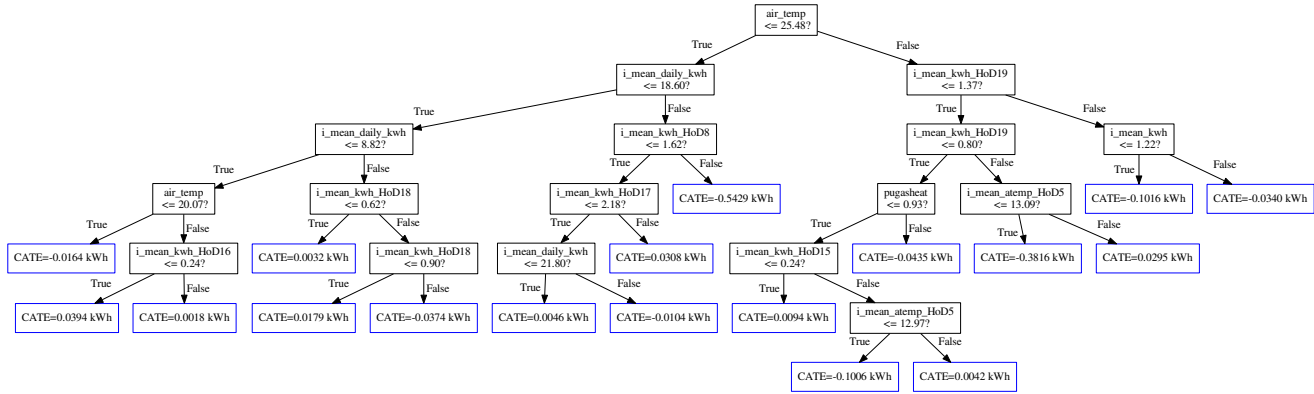 air_temp
<= 25.48?
True
False
i_mean_daily_kwh
<= 18.60?
i_mean_kwh_HoD19
<= 1.37?
True
False
True
False
i_mean_daily_kwh
<= 8.82?
i_mean_kwh_HoD8
<= 1.62?
i_mean_kwh_HoD19
<= 0.80?
i_mean_kwh
<= 1.22?
True
False
True
False
True
False
True
False
air_temp
<= 20.07?
i_mean_kwh_HoD18
<= 0.62?
i_mean_kwh_HoD17
<= 2.18?
CATE=-0.5429 kWh
pugasheat
<= 0.93?
i_mean_atemp_HoD5
<= 13.09?
CATE=-0.1016 kWh
CATE=-0.0340 kWh
True
False
True
False
True
False
True
False
True
False
CATE=-0.0164 kWh
i_mean_kwh_HoD16
<= 0.24?
CATE=0.0032 kWh
i_mean_kwh_HoD18
<= 0.90?
i_mean_daily_kwh
<= 21.80?
CATE=0.0308 kWh
i_mean_kwh_HoD15
<= 0.24?
CATE=-0.0435 kWh
CATE=-0.3816 kWh
CATE=0.0295 kWh
True
False
True
False
True
False
True
False
CATE=0.0394 kWh
CATE=0.0018 kWh
CATE=0.0179 kWh
CATE=-0.0374 kWh
CATE=0.0046 kWh
CATE=-0.0104 kWh
CATE=0.0094 kWh
i_mean_atemp_HoD5
<= 12.97?
True
False
CATE=-0.1006 kWh
CATE=0.0042 kWh